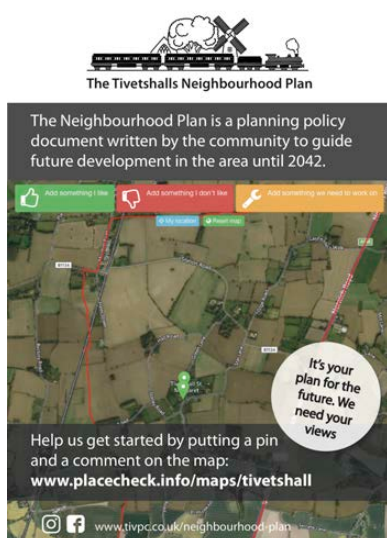 The Tivetshalls Neighbourhood Plan
The Neighbourhood Plan is a planning policy
document written by the community to guide
future development in the area until 2042.
Add something I like
Add something I don't like
Add something we need to work on
My location
Reset map
B1134
B1134
It's your
plan for the
future. We
need your
views
Help us get started by putting a pin
and a comment on the map:
www.placecheck.info/maps/tivetshall
www.tivpc.co.uk/neighbourhood-plan